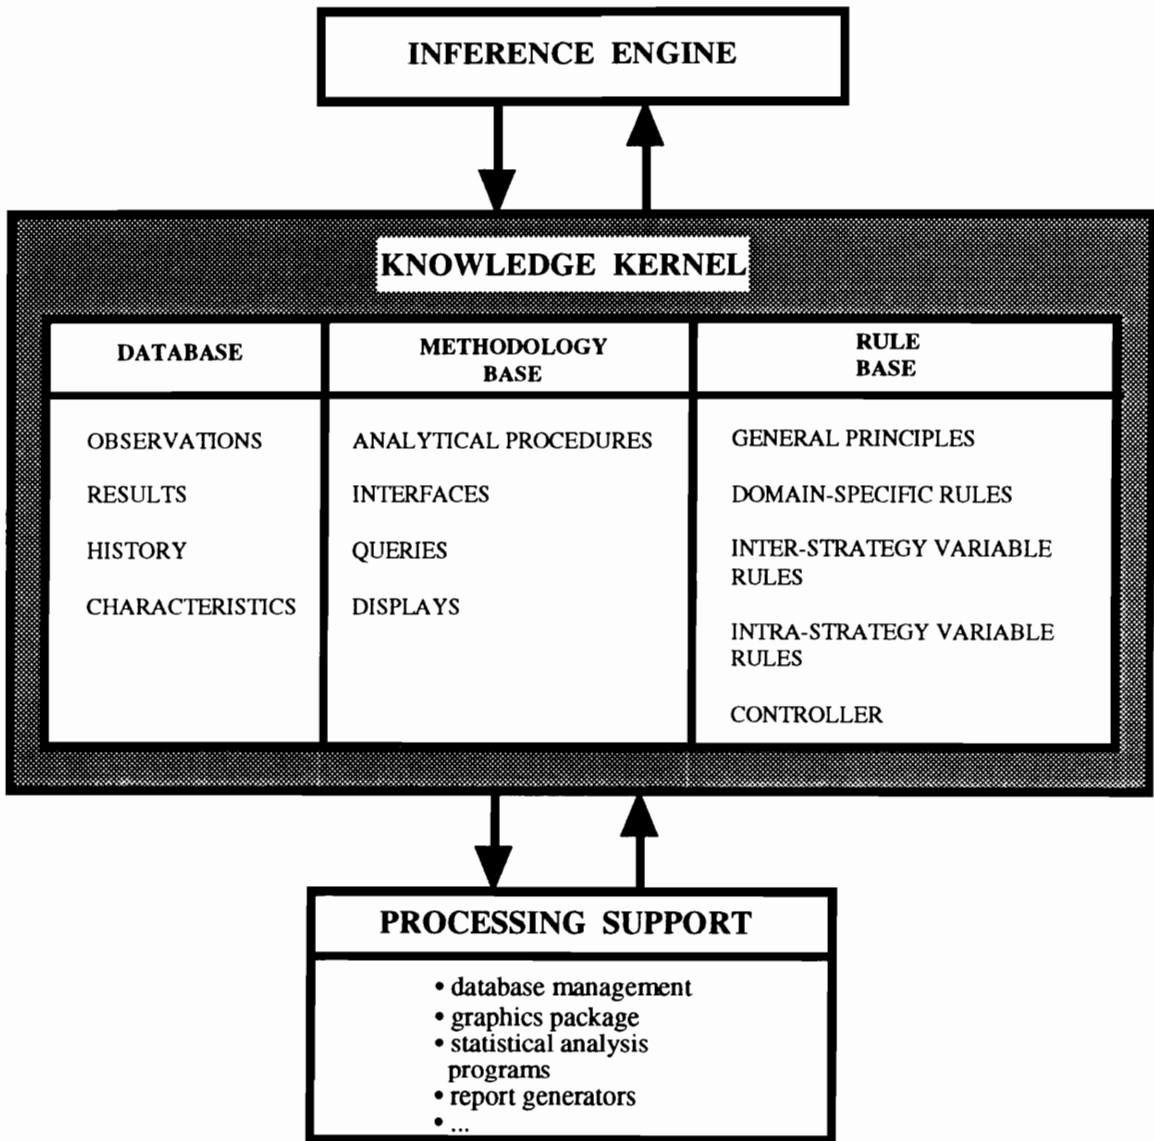 INFERENCE ENGINE
KNOWLEDGE KERNEL
DATABASE
OBSERVATIONS
RESULTS
HISTORY
CHARACTERISTICS
METHODOLOGY
BASE
ANALYTICAL PROCEDURES
INTERFACES
QUERIES
DISPLAYS
RULE
BASE
GENERAL PRINCIPLES
DOMAIN-SPECIFIC RULES
INTER-STRATEGY VARIABLE
RULES
INTRA-STRATEGY VARIABLE
RULES
CONTROLLER
PROCESSING SUPPORT
• database management
• graphics package
• statistical analysis
programs
• report generators
• ...